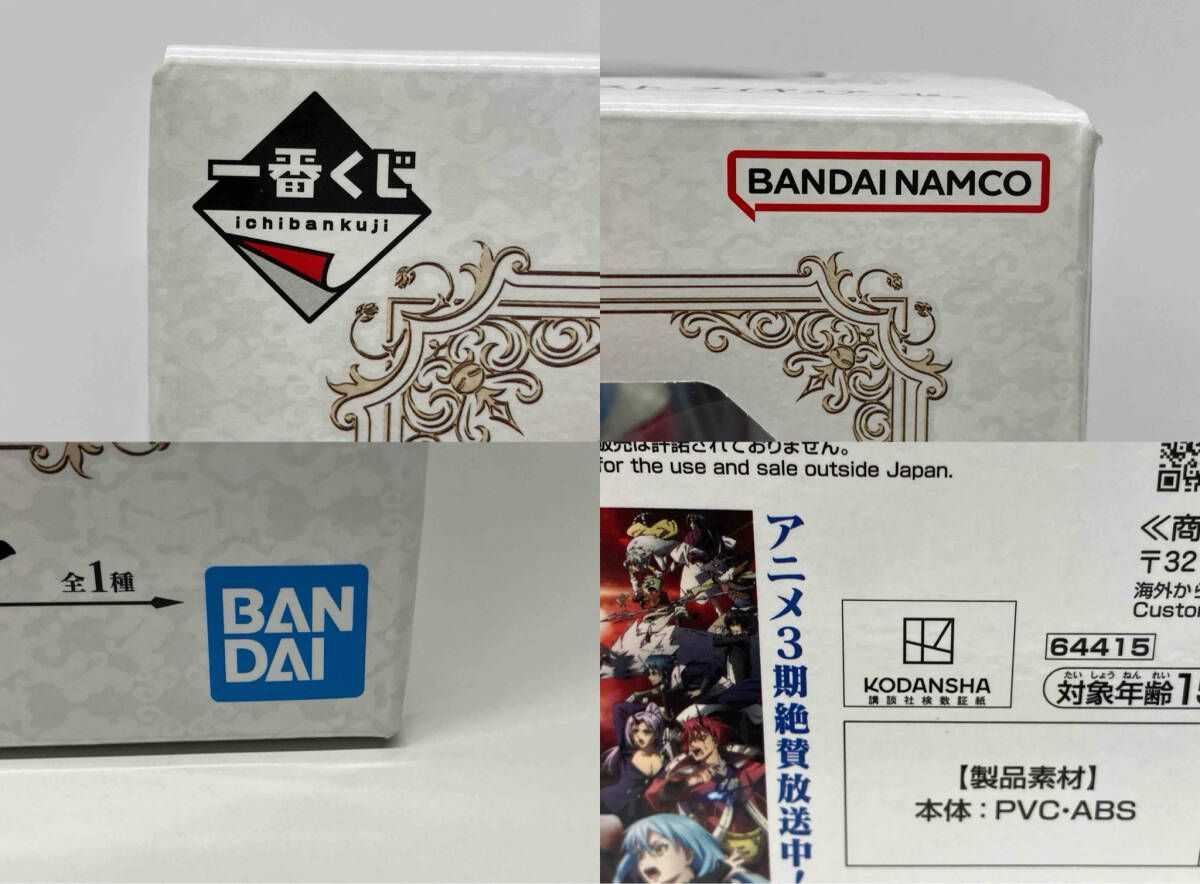 一番くじ
ichibankuji
BANDAI NAMCO
全1種
BAN
DAI
販売は許諾されておりません。
for the use and sale outside Japan.
アニメ3期絶賛放送中!
≪商
〒32
海外から
Custo
KODANSHA
講談社検数証紙
64415
たいしょうねんれい
対象年齢15
【製品素材】
本体:PVC・ABS